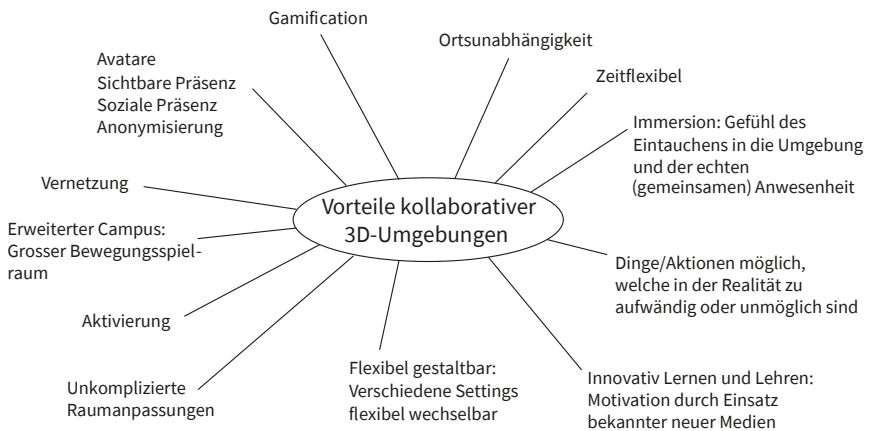 Gamification
Ortsunabhängigkeit
Avatare
Sichtbare Präsenz
Soziale Präsenz
Anonymisierung
Zeitflexibel
Immersion: Gefühl des
Eintauchens in die Umgebung
und der echten
(gemeinsamen) Anwesenheit
Vernetzung
Vorteile kollaborativer
3D-Umgebungen
Erweiterter Campus:
Grosser Bewegungsspiel-
raum
Dinge/Aktionen möglich,
welche in der Realität zu
aufwändig oder unmöglich sind
Aktivierung
Unkomplizierte
Raumanpassungen
Flexibel gestaltbar:
Verschiedene Settings
flexibel wechselbar
Innovativ Lernen und Lehren:
Motivation durch Einsatz
bekannter neuer Medien